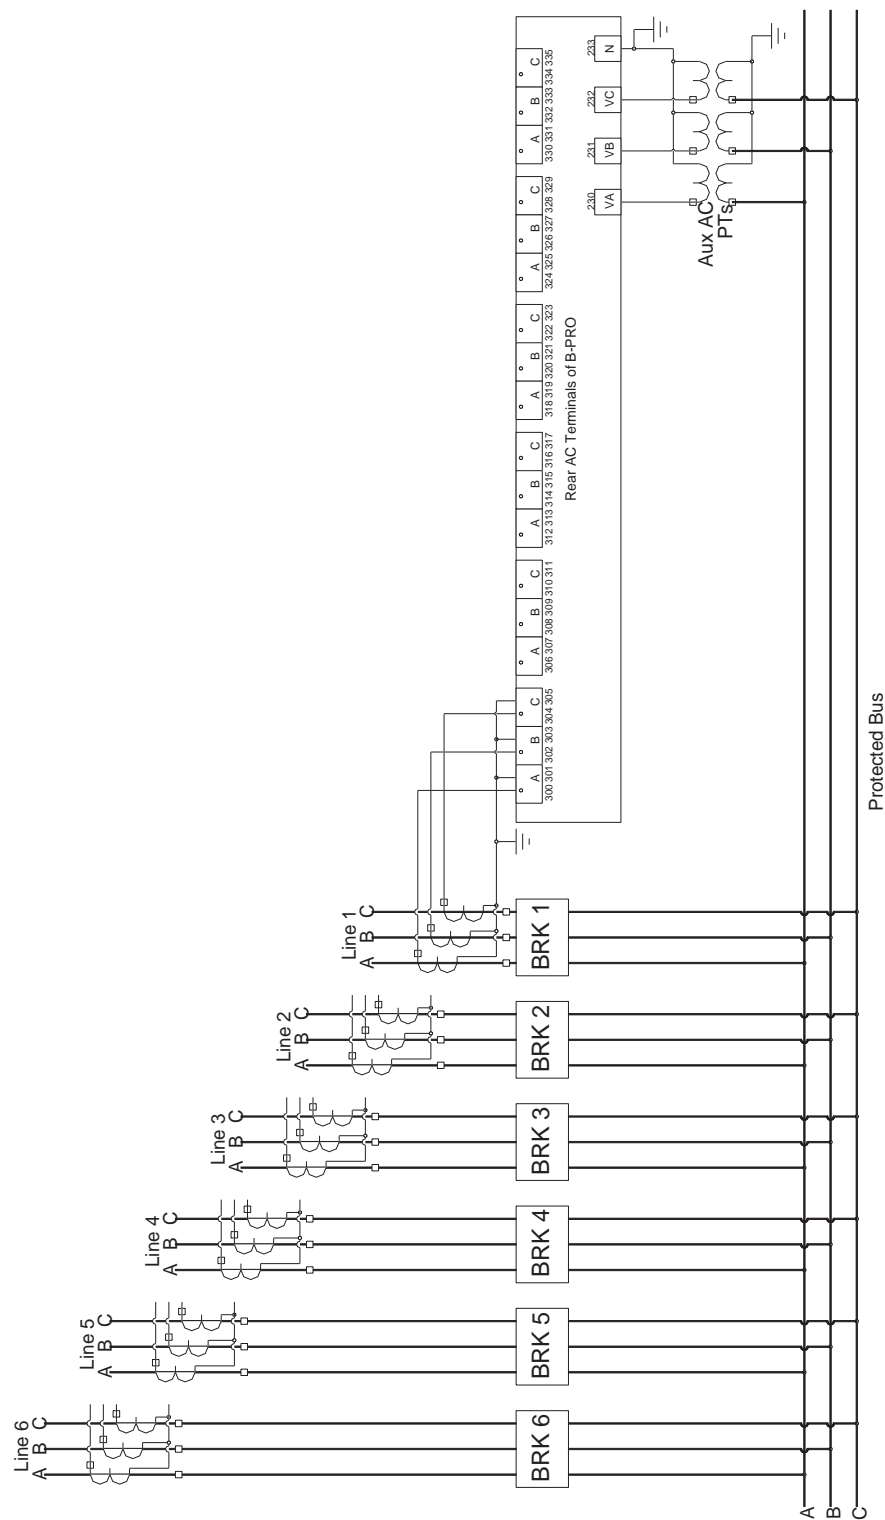 Line 6
A B C
Line 5
A B C
Line 4
A B C
Line 3
A B C
Line 2
A B C
Line 1
A B C
BRK 6
BRK 5
BRK 4
BRK 3
BRK 2
BRK 1
A B C
300 301 302 303 304 305
A B C
306 307 308 309 310 311
A B C
312 313 314 315 316 317
A B C
318 319 320 321 322 323
A B C
324 325 326 327 328 329
A B C
330 331 332 333 334 335
Rear AC Terminals of B-PRO
230 231 232 233
VA VB VC N
Aux AC
PTs
A
B
C
Protected Bus